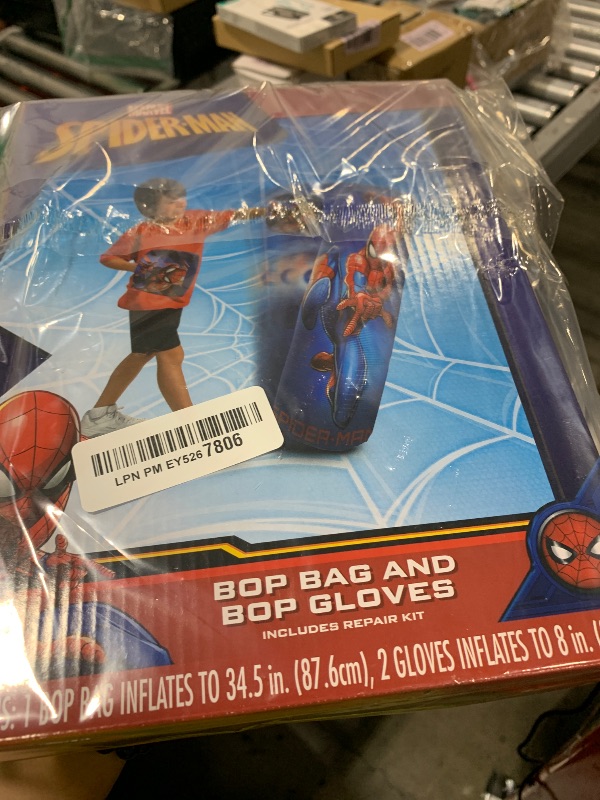 SPIDER-MAN
SPIDER-MAN
LPN PM EY526 7806
BOP BAG AND
BOP GLOVES
INCLUDES REPAIR KIT
S: 1 BOP BAG INFLATES TO 34.5 in. (87.6cm), 2 GLOVES INFLATES TO 8 in. (